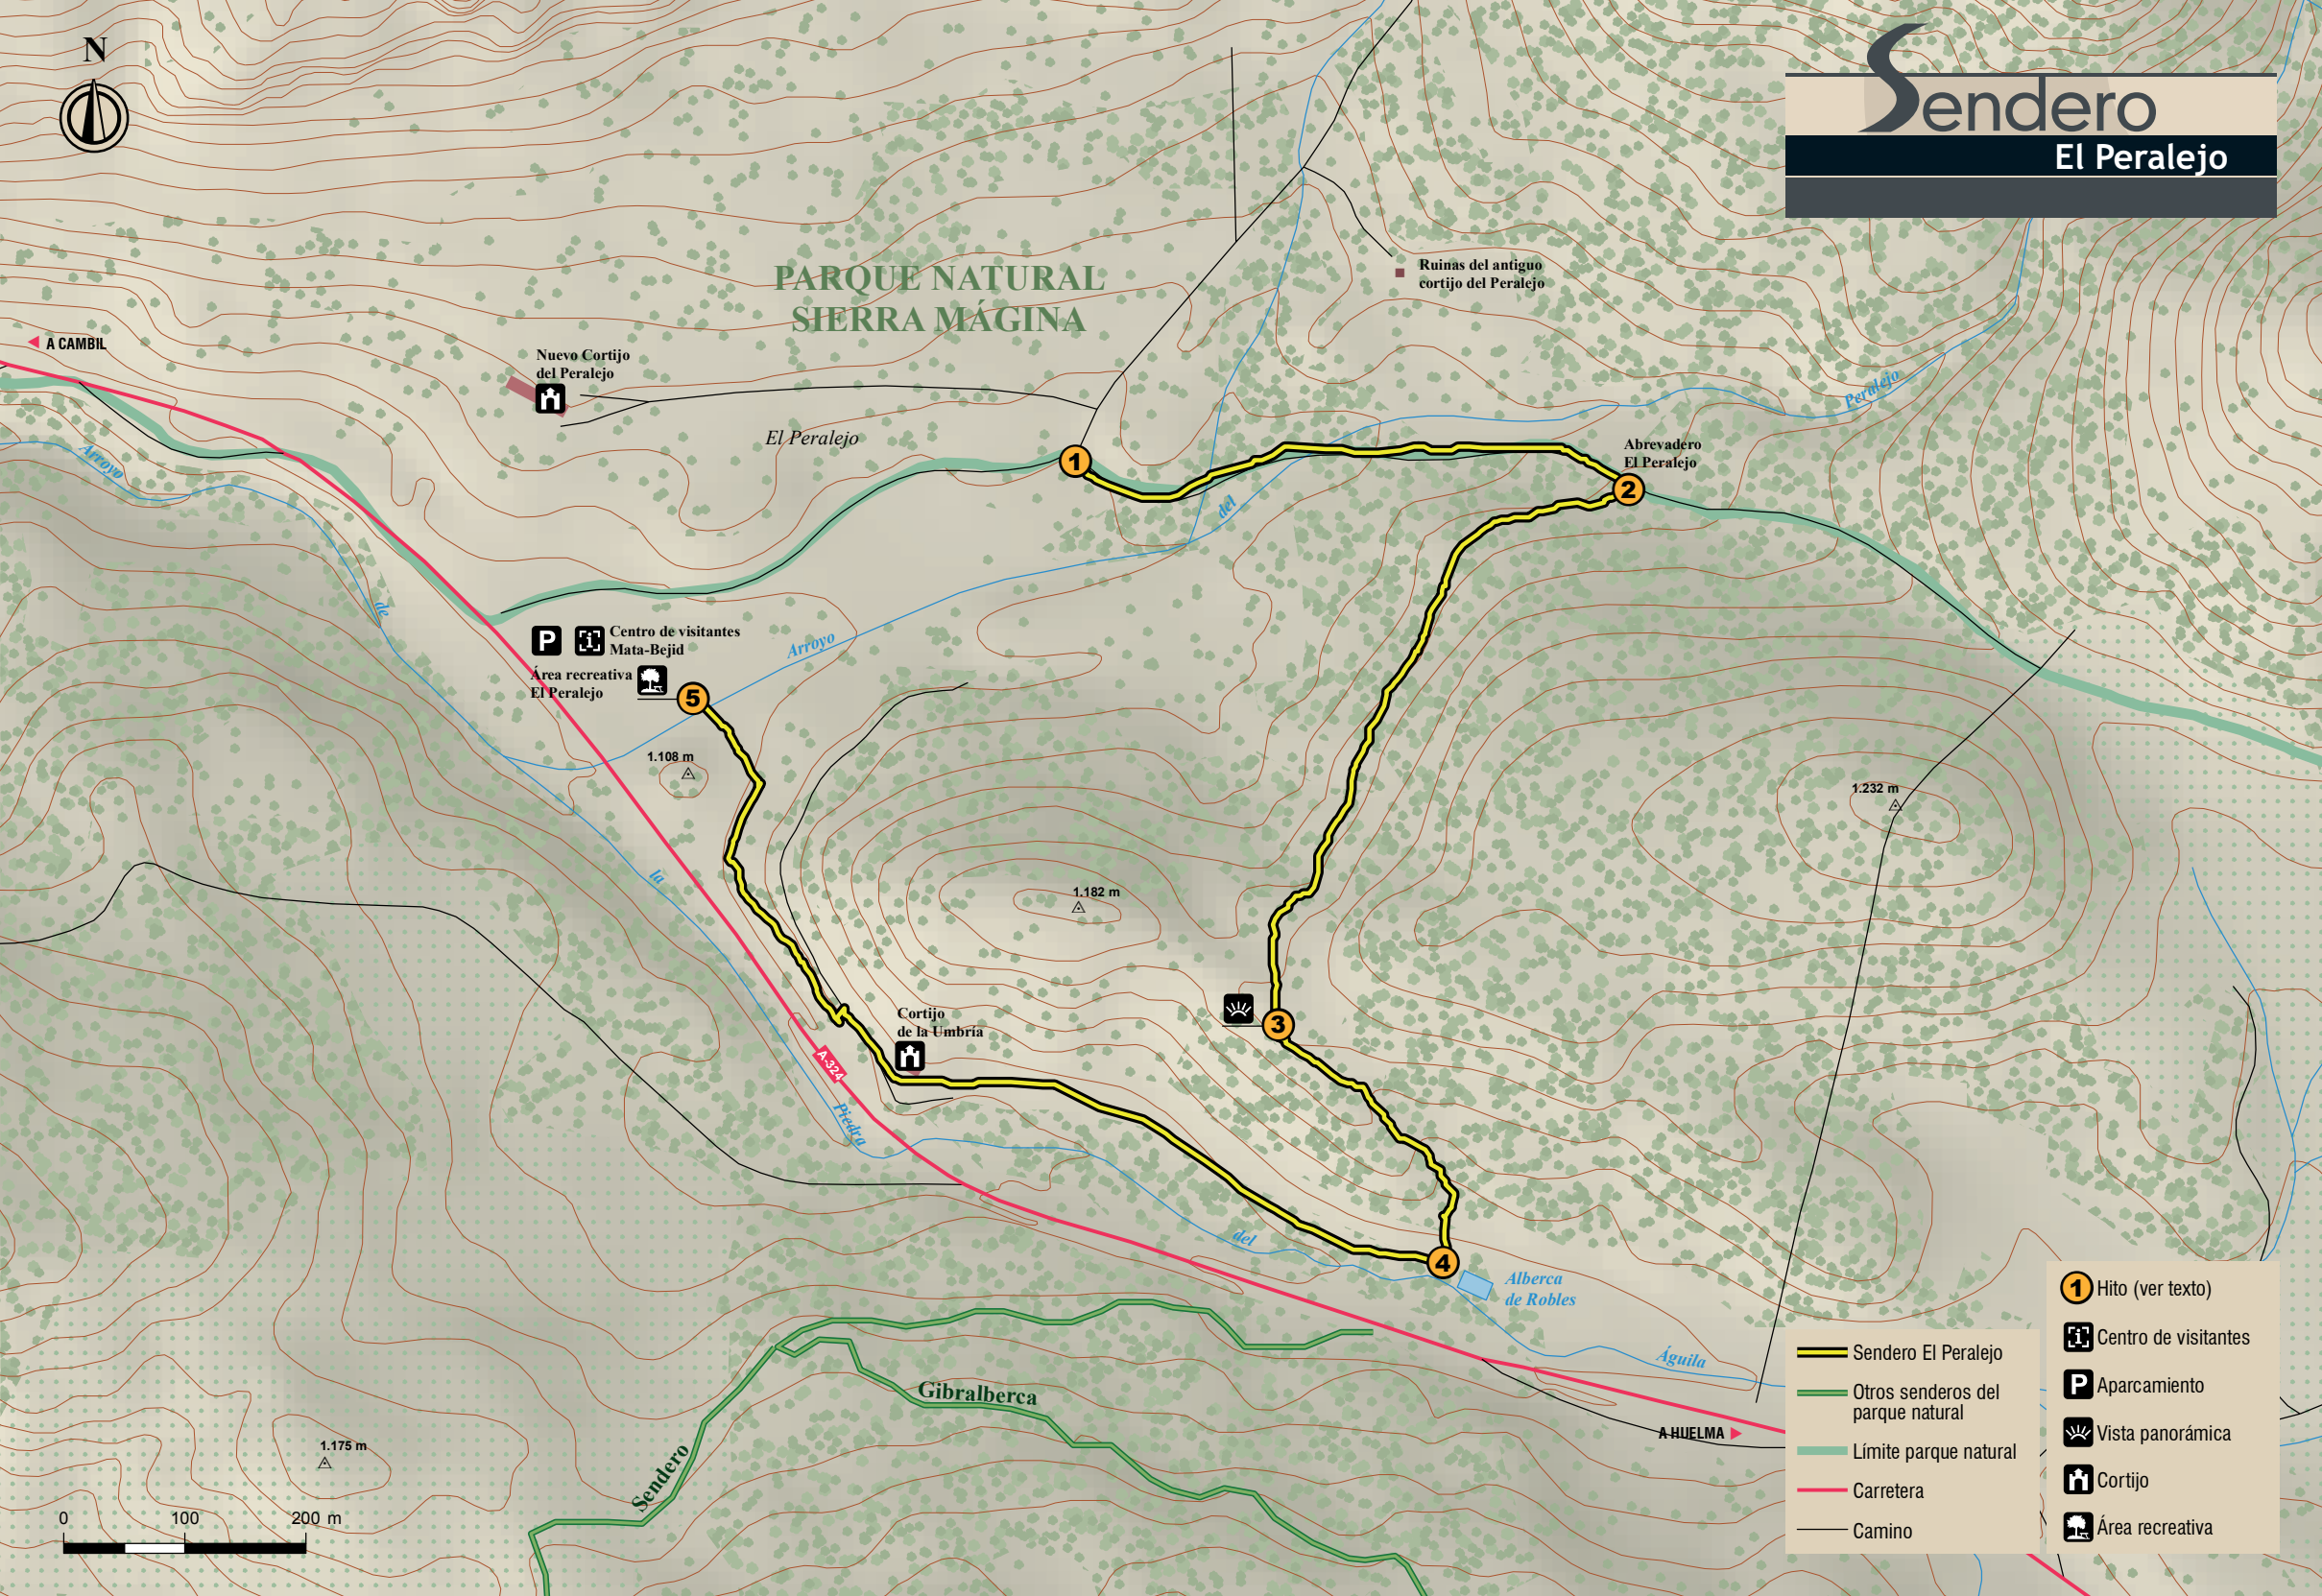 N
Sendero
El Peralejo
PARQUE NATURAL
SIERRA MÁGINA
Ruinas del antiguo
cortijo del Peralejo
A CAMBIL
Nuevo Cortijo
del Peralejo
El Peralejo
1
Abrevadero
El Peralejo
2
Peralejo
del
Arroyo
Arroyo
de
la
Piedra
del
Águila
P
i
Centro de visitantes
Mata-Bejid
Área recreativa
El Peralejo
5
1.108 m
1.182 m
1.232 m
3
Cortijo
de la Umbría
A-324
4
Alberca
de Robles
A HUELMA
Gibralberca
Sendero
1.175 m
0 100 200 m
Sendero El Peralejo
Otros senderos del
parque natural
Límite parque natural
Carretera
Camino
1 Hito (ver texto)
i Centro de visitantes
P Aparcamiento
Vista panorámica
Cortijo
Área recreativa